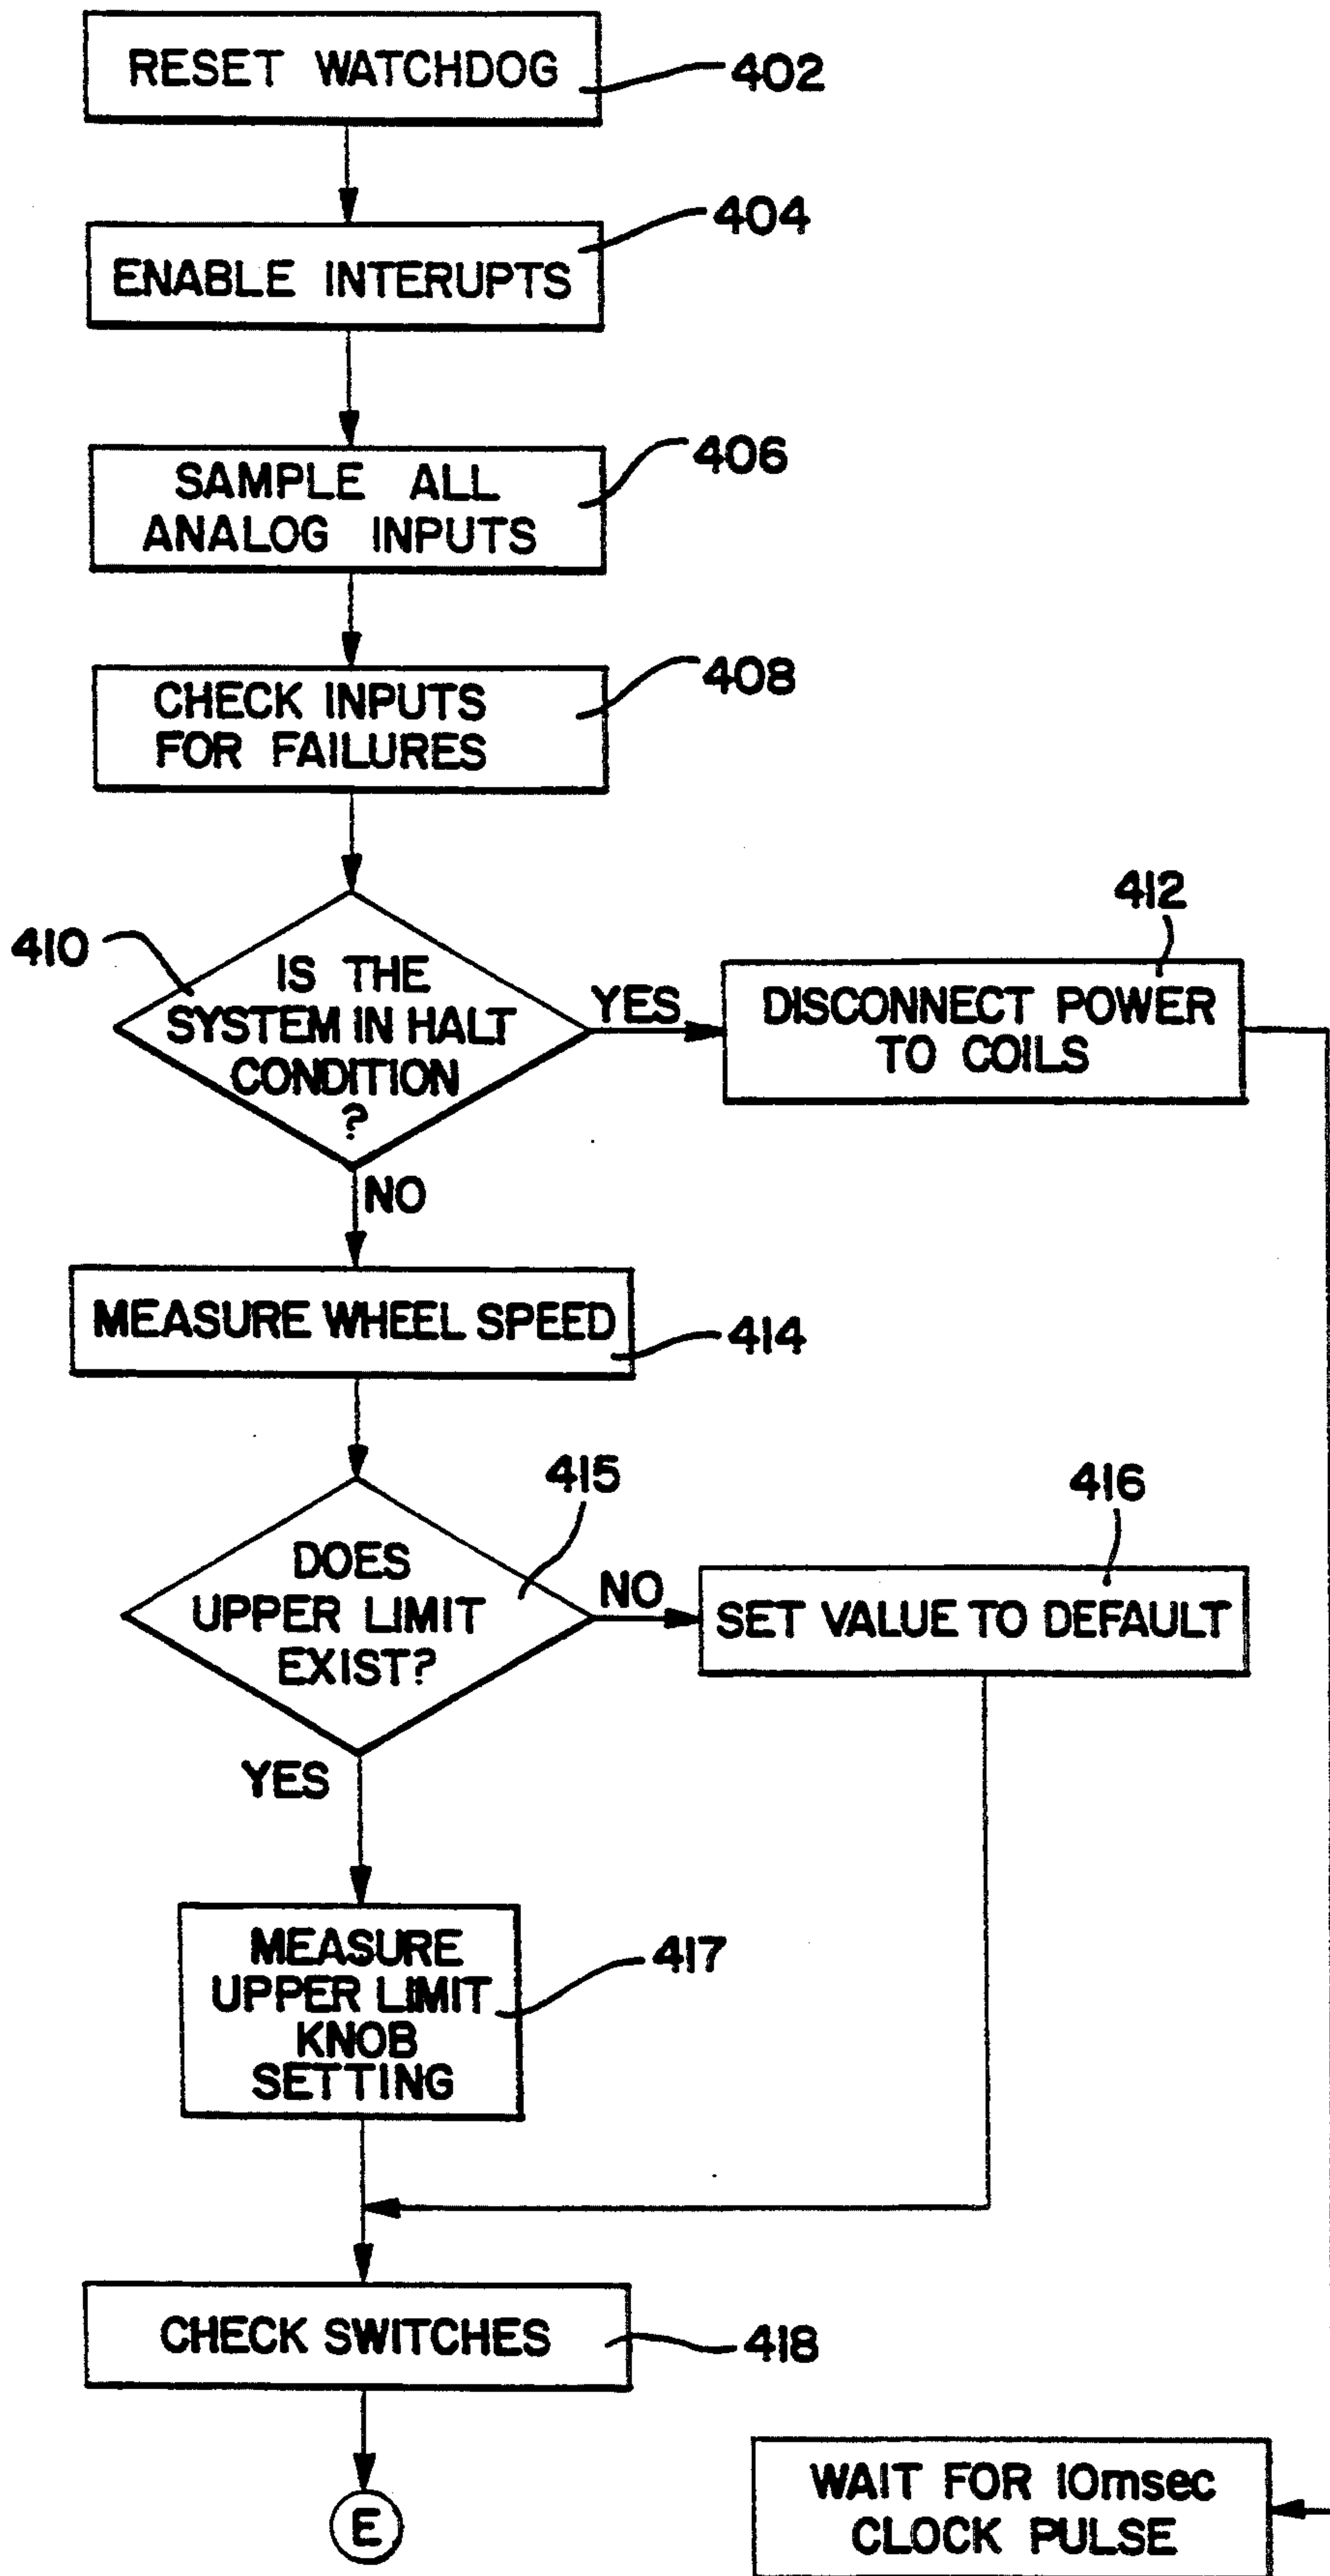 RESET WATCHDOG
402
ENABLE INTERUPTS
404
SAMPLE ALL
ANALOG INPUTS
406
CHECK INPUTS
FOR FAILURES
408
410
IS THE
SYSTEM IN HALT
CONDITION
?
YES
412
DISCONNECT POWER
TO COILS
NO
MEASURE WHEEL SPEED
414
415
DOES
UPPER LIMIT
EXIST?
NO
416
SET VALUE TO DEFAULT
YES
MEASURE
UPPER LIMIT
KNOB
SETTING
417
CHECK SWITCHES
418
E
WAIT FOR 10msec
CLOCK PULSE